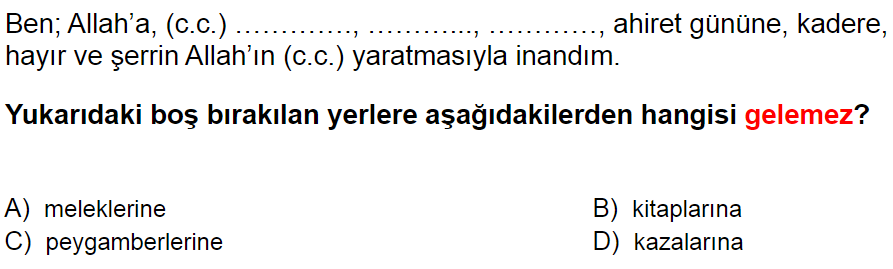 Ben; Allah’a, (c.c.) …………., ………..., …………, ahiret gününe, kadere,
hayır ve şerrin Allah’ın (c.c.) yaratmasıyla inandım.
Yukarıdaki boş bırakılan yerlere aşağıdakilerden hangisi gelemez?
A) meleklerine B) kitaplarına
C) peygamberlerine D) kazalarına